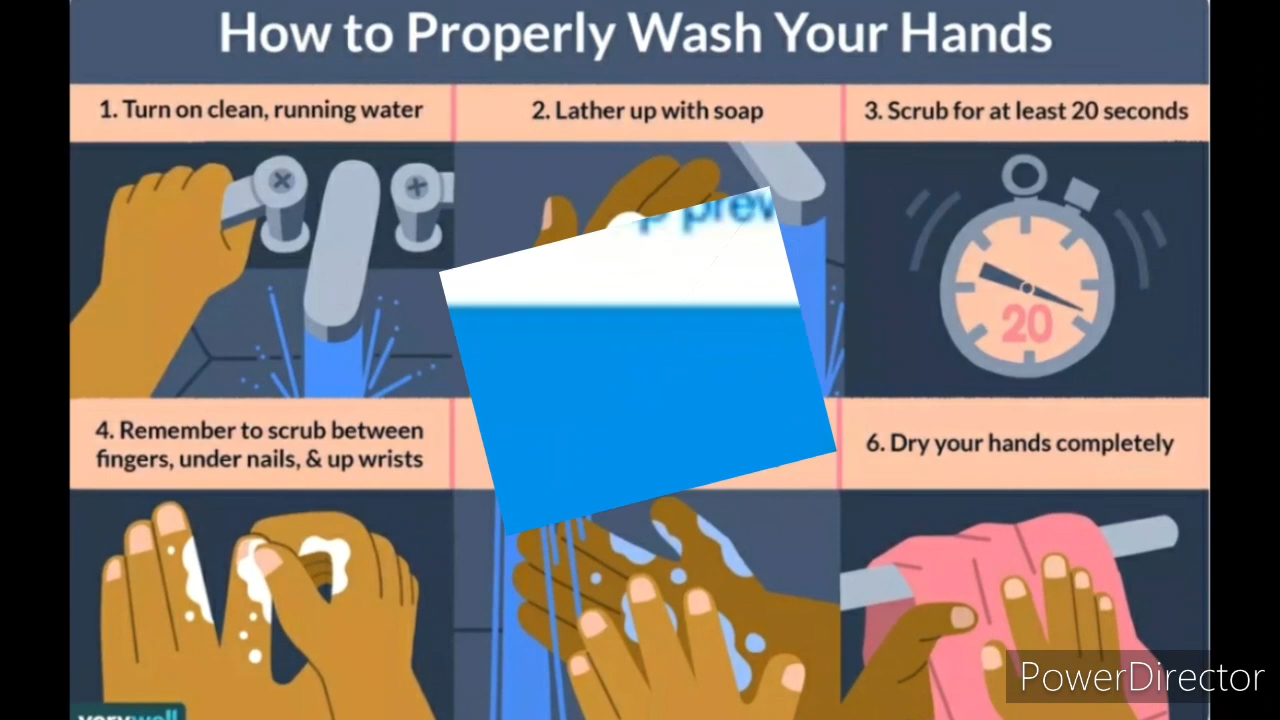 How to Properly Wash Your Hands
1. Turn on clean, running water
2. Lather up with soap
3. Scrub for at least 20 seconds
20
4. Remember to scrub between
fingers, under nails, & up wrists
6. Dry your hands completely
PowerDirector
verywell